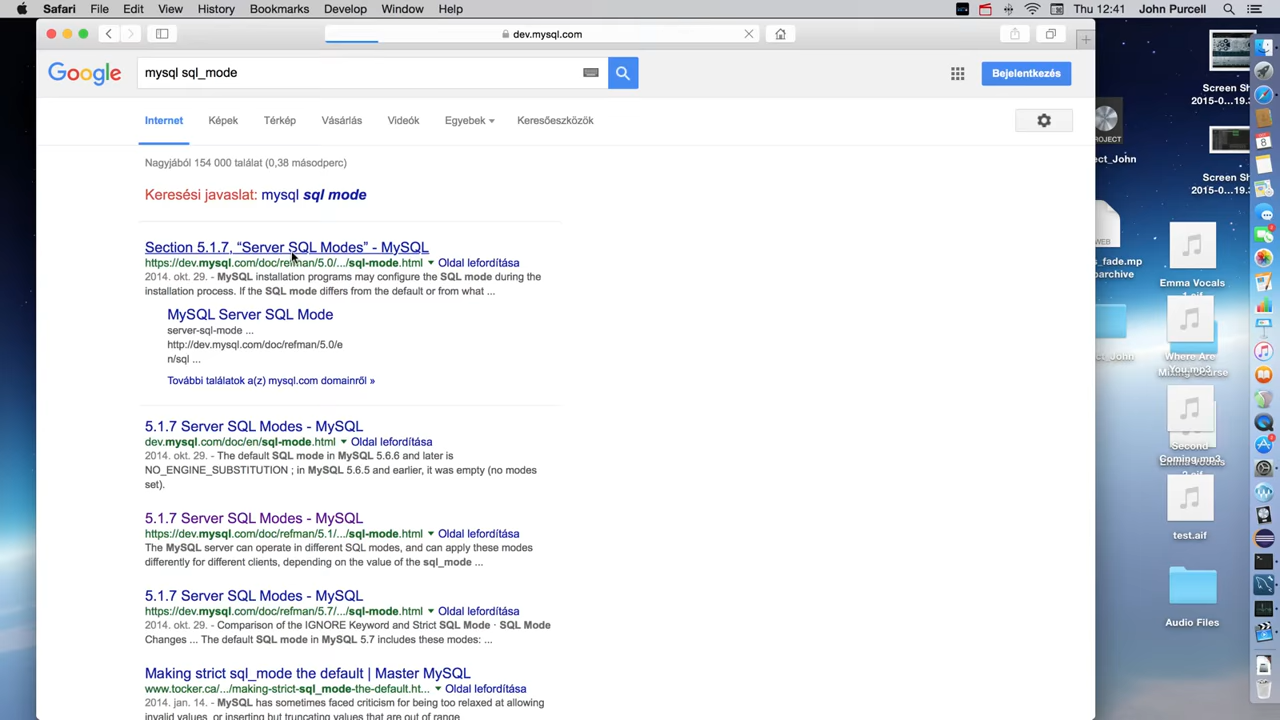 Safari File Edit View History Bookmarks Develop Window Help
Thu 12:41 John Purcell
dev.mysql.com
Google
mysql sql_mode
Bejelentkezés
Internet Képek Térkép Vásárlás Videók Egyebek Keresőeszközök
Nagyjából 154 000 találat (0,38 másodperc)
Keresési javaslat: mysql sql mode
Section 5.1.7, “Server SQL Modes” - MySQL
https://dev.mysql.com/doc/refman/5.0/.../sql-mode.html Oldal lefordítása
2014. okt. 29. - MySQL installation programs may configure the SQL mode during the
installation process. If the SQL mode differs from the default or from what ...
MySQL Server SQL Mode
server-sql-mode ...
http://dev.mysql.com/doc/refman/5.0/e
n/sql ...
További találatok a(z) mysql.com domainről »
5.1.7 Server SQL Modes - MySQL
dev.mysql.com/doc/en/sql-mode.html Oldal lefordítása
2014. okt. 29. - The default SQL mode in MySQL 5.6.6 and later is
NO_ENGINE_SUBSTITUTION ; in MySQL 5.6.5 and earlier, it was empty (no modes
set).
5.1.7 Server SQL Modes - MySQL
https://dev.mysql.com/doc/refman/5.1/.../sql-mode.html Oldal lefordítása
The MySQL server can operate in different SQL modes, and can apply these modes
differently for different clients, depending on the value of the sql_mode ...
5.1.7 Server SQL Modes - MySQL
https://dev.mysql.com/doc/refman/5.7/.../sql-mode.html Oldal lefordítása
2014. okt. 29. - Comparison of the IGNORE Keyword and Strict SQL Mode · SQL Mode
Changes ... The default SQL mode in MySQL 5.7 includes these modes: ...
Making strict sql_mode the default | Master MySQL
www.tocker.ca/.../making-strict-sql_mode-the-default.ht... Oldal lefordítása
2014. jan. 14. - MySQL has sometimes faced criticism for being too relaxed at allowing
invalid values, or inserting but truncating values that are out of range
Screen Sh
2015-0...19.3
PROJECT
ect_John
Screen Sh
2015-0...19.
WEB
s_fade.mp
parchive
Emma Vocals
ect_John
Where Are
You.mp3
Mixing Course
Second
Coming.mp3
Emma Vocals
2.aif
test.aif
Audio Files